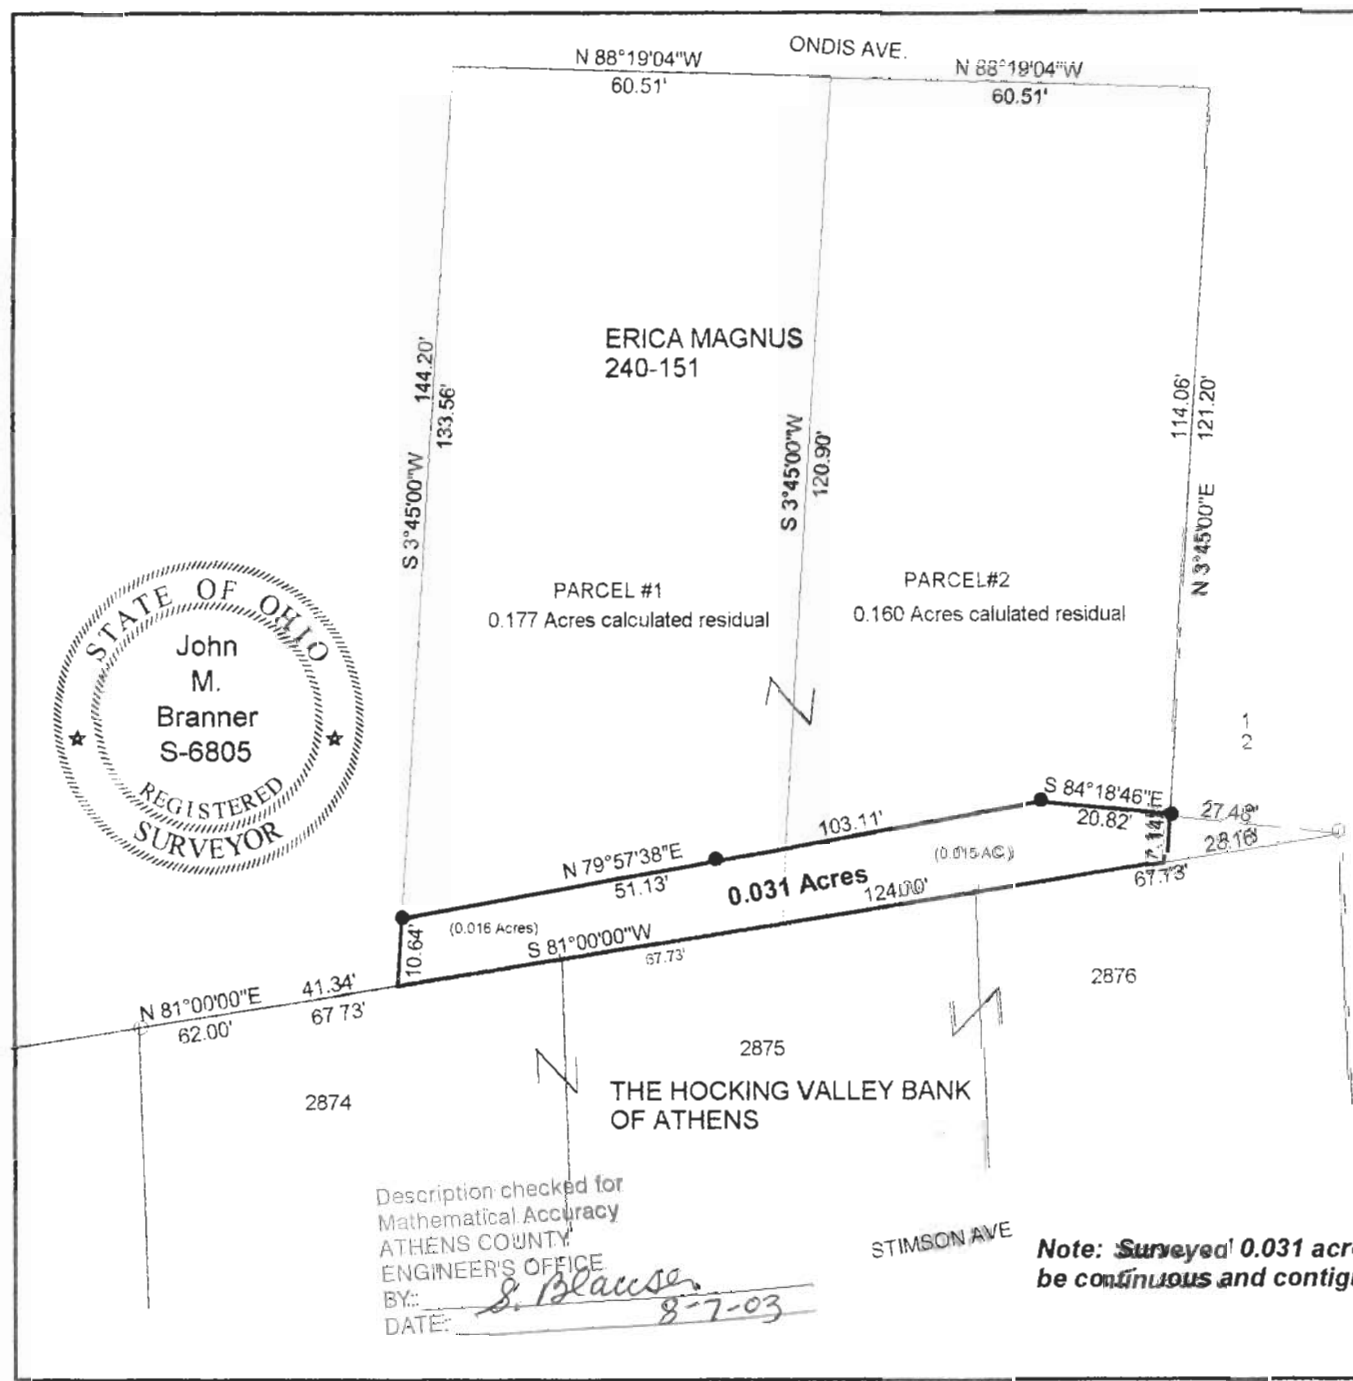 ONDIS AVE.
N 88°19'04"W
60.51'
N 88°19'04"W
60.51'
ERICA MAGNUS
240-151
S 3°45'00"W 144.20'
133.56'
S 3°45'00"W
120.90'
114.06'
N 3°45'00"E 121.20'
PARCEL #1
0.177 Acres calculated residual
PARCEL#2
0.160 Acres calulated residual
STATE OF OHIO
John
M.
Branner
S-6805
REGISTERED
SURVEYOR
1
2
S 84°18'46"E
20.82'
7.14'
27.48'
28.16'
67.73'
103.11'
N 79°57'38"E
51.13'
(0.015 AC.)
0.031 Acres
124.00'
(0.016 Acres)
10.64'
S 81°00'00"W
67.73'
N 81°00'00"E 41.34'
62.00' 67.73'
2876
2875
2874
THE HOCKING VALLEY BANK
OF ATHENS
Description checked for
Mathematical Accuracy
ATHENS COUNTY
ENGINEER'S OFFICE
BY: S. Blauser
DATE: 8-7-03
STIMSON AVE
Note: Surveyed 0.031 acre
be continuous and contig